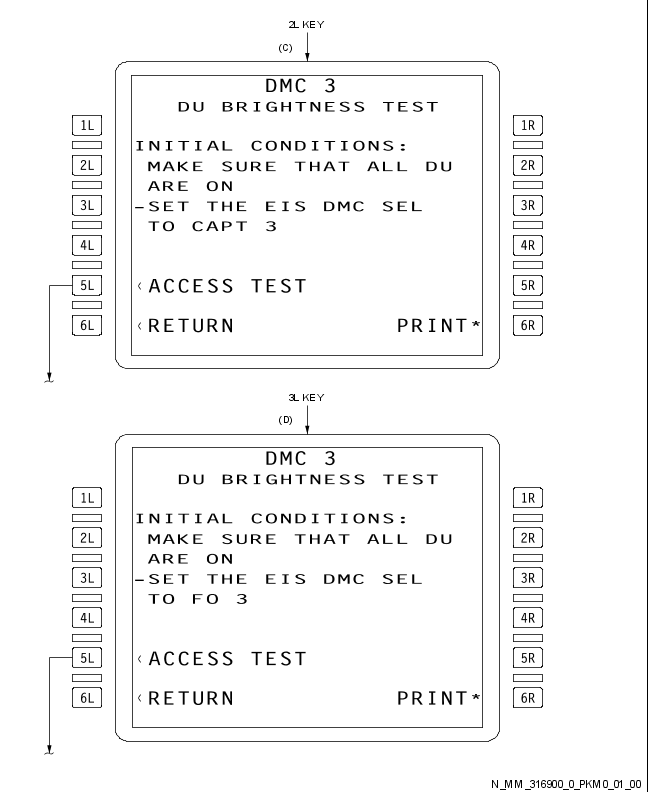 2L KEY
(C)
DMC 3
DU BRIGHTNESS TEST
1L 1R
INITIAL CONDITIONS:
2L MAKE SURE THAT ALL DU 2R
ARE ON
3L -SET THE EIS DMC SEL 3R
TO CAPT 3
4L 4R
5L <ACCESS TEST 5R
6L <RETURN PRINT* 6R
3L KEY
(D)
DMC 3
DU BRIGHTNESS TEST
1L 1R
INITIAL CONDITIONS:
2L MAKE SURE THAT ALL DU 2R
ARE ON
3L -SET THE EIS DMC SEL 3R
TO FO 3
4L 4R
5L <ACCESS TEST 5R
6L <RETURN PRINT* 6R
N_MM_316900_0_PKM0_01_00